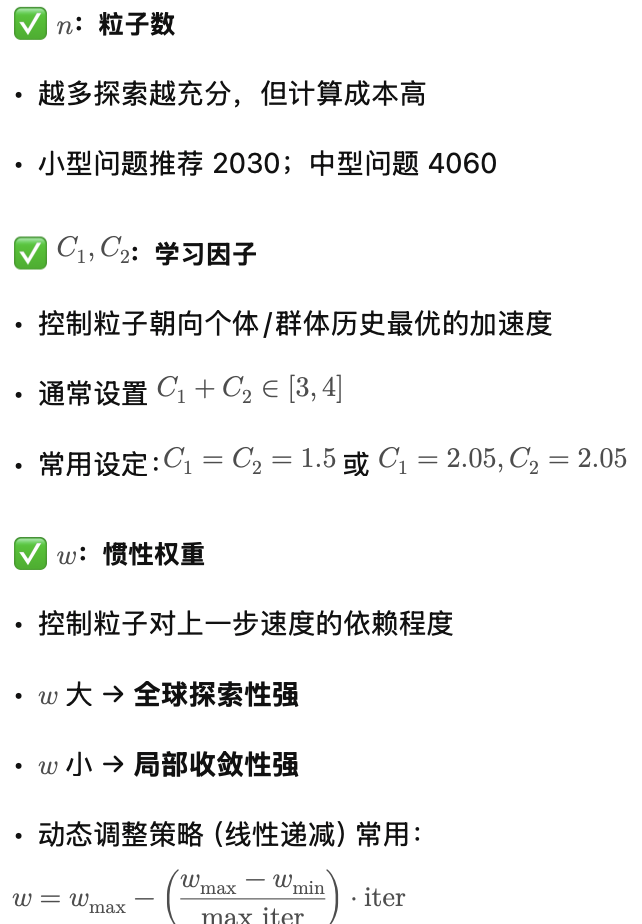 ✅ n：粒子数
• 越多探索越充分，但计算成本高
• 小型问题推荐 2030；中型问题 4060
✅ C₁, C₂：学习因子
• 控制粒子朝向个体/群体历史最优的加速度
• 通常设置 C₁ + C₂ ∈ [3, 4]
• 常用设定：C₁ = C₂ = 1.5 或 C₁ = 2.05, C₂ = 2.05
✅ w：惯性权重
• 控制粒子对上一步速度的依赖程度
• w 大 → 全球探索性强
• w 小 → 局部收敛性强
• 动态调整策略（线性递减）常用：
w = w_max − ((w_max − w_min) / max iter) · iter